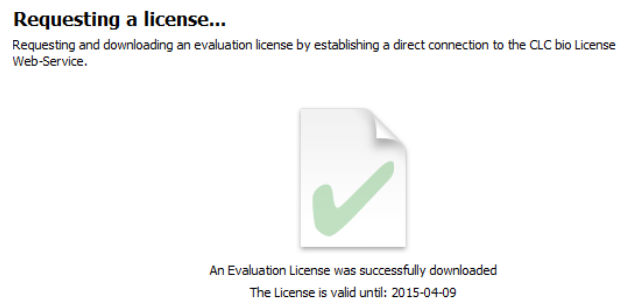 Requesting a license...
Requesting and downloading an evaluation license by establishing a direct connection to the CLC bio License
Web-Service.
An Evaluation License was successfully downloaded
The License is valid until: 2015-04-09